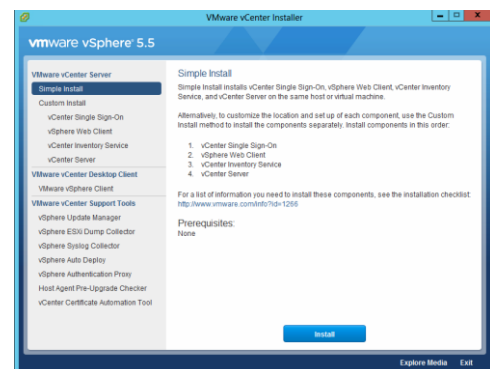 VMware vCenter Installer
vmware vSphere® 5.5
VMware vCenter Server
Simple Install
Custom Install
vCenter Single Sign-On
vSphere Web Client
vCenter Inventory Service
vCenter Server
VMware vCenter Desktop Client
VMware vSphere Client
VMware vCenter Support Tools
vSphere Update Manager
vSphere ESXi Dump Collector
vSphere Syslog Collector
vSphere Auto Deploy
vSphere Authentication Proxy
Host Agent Pre-Upgrade Checker
vCenter Certificate Automation Tool
Simple Install
Simple Install installs vCenter Single Sign-On, vSphere Web Client, vCenter Inventory
Service, and vCenter Server on the same host or virtual machine.
Alternatively, to customize the location and set up of each component, use the Custom
Install method to install the components separately. Install components in this order:
1. vCenter Single Sign-On
2. vSphere Web Client
3. vCenter Inventory Service
4. vCenter Server
For a list of information you need to install these components, see the installation checklist:
http://www.vmware.com/info?id=1266
Prerequisites:
None
Install
Explore Media Exit